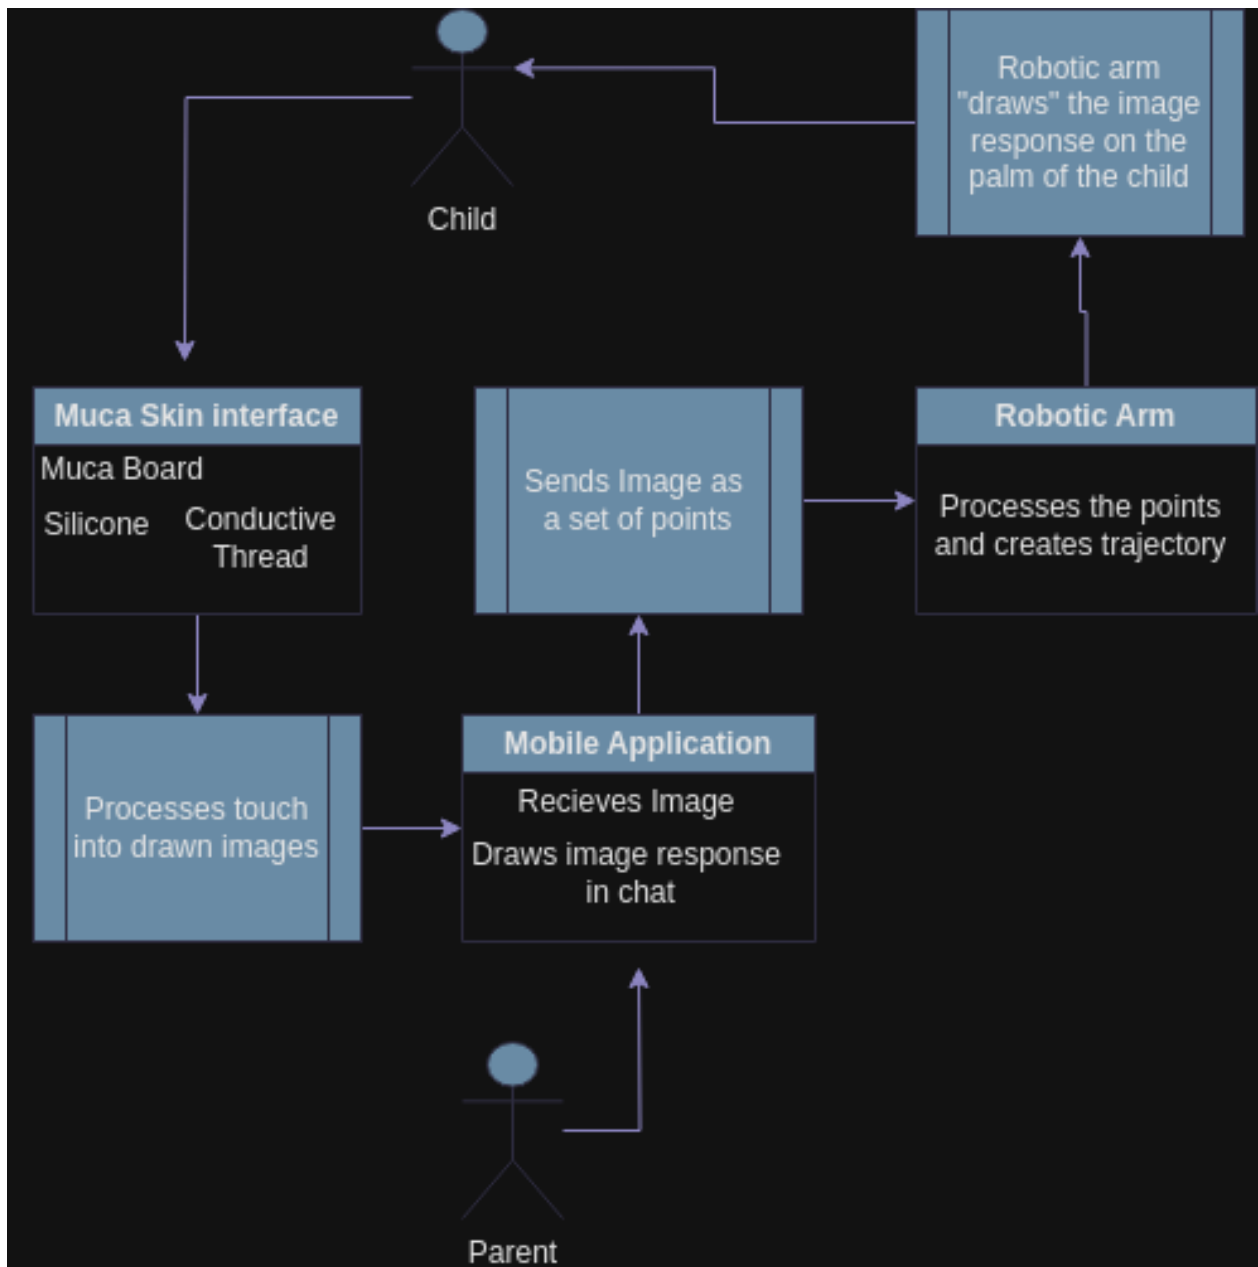 Robotic arm
"draws" the image
response on the
palm of the child
Child
Muca Skin interface
Muca Board
Silicone
Conductive
Thread
Sends Image as
a set of points
Robotic Arm
Processes the points
and creates trajectory
Processes touch
into drawn images
Mobile Application
Recieves Image
Draws image response
in chat
Parent